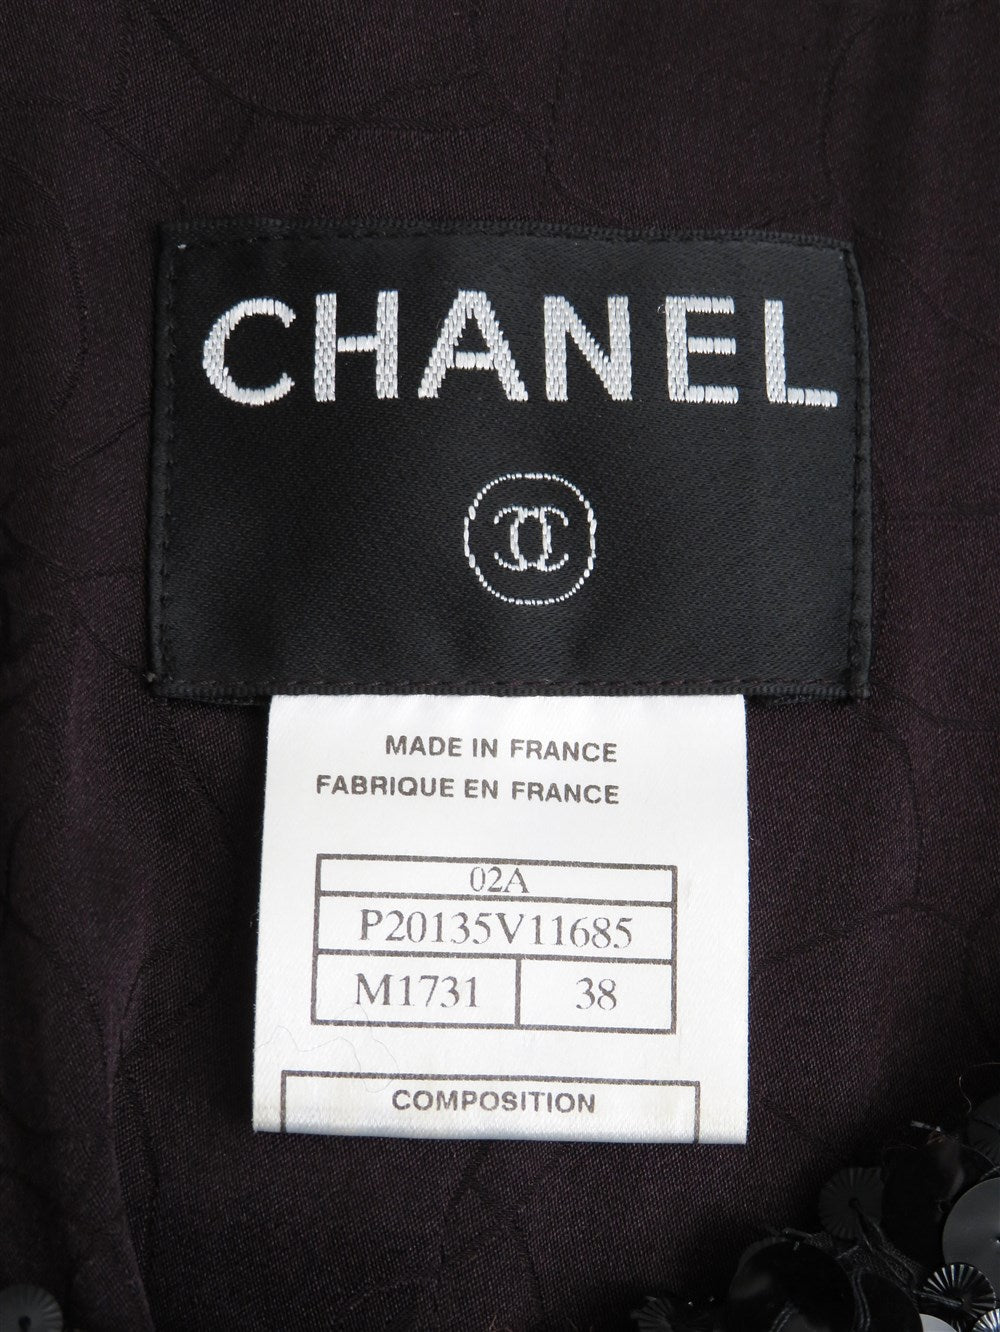 CHANEL
MADE IN FRANCE
FABRIQUE EN FRANCE
02A
P20135V11685
M1731 38
COMPOSITION